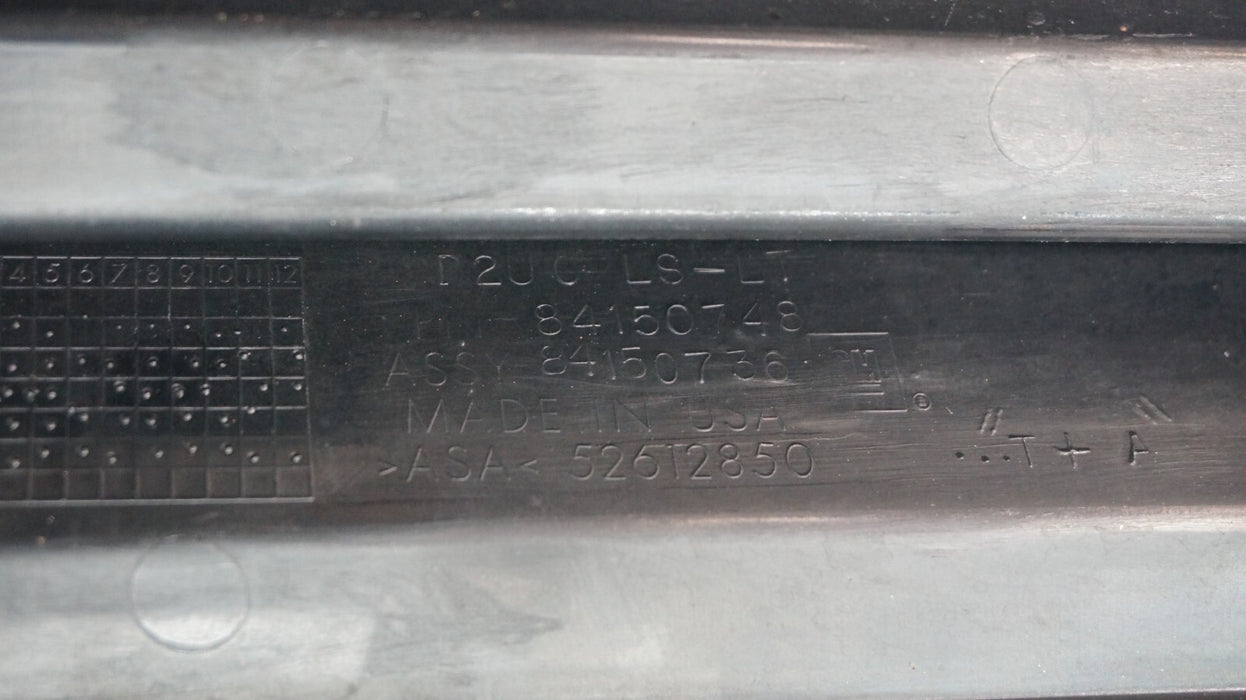 4 5 6 7 8 9 10 11 12
D2UC-LS-LT
84150748
ASSY 84150736
MADE IN USA
>ASA< 526T2850
"T + A"